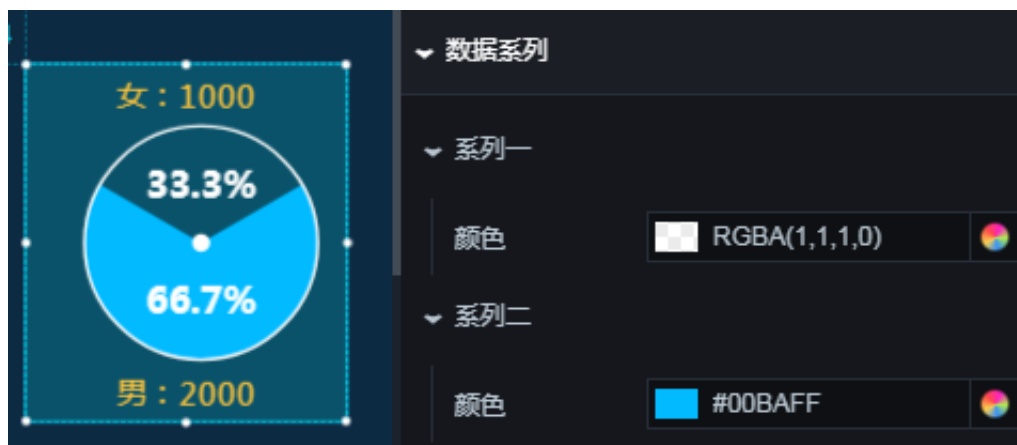 女：1000
33.3%
66.7%
男：2000
数据系列
系列一
颜色 RGBA(1,1,1,0)
系列二
颜色 #00BAFF